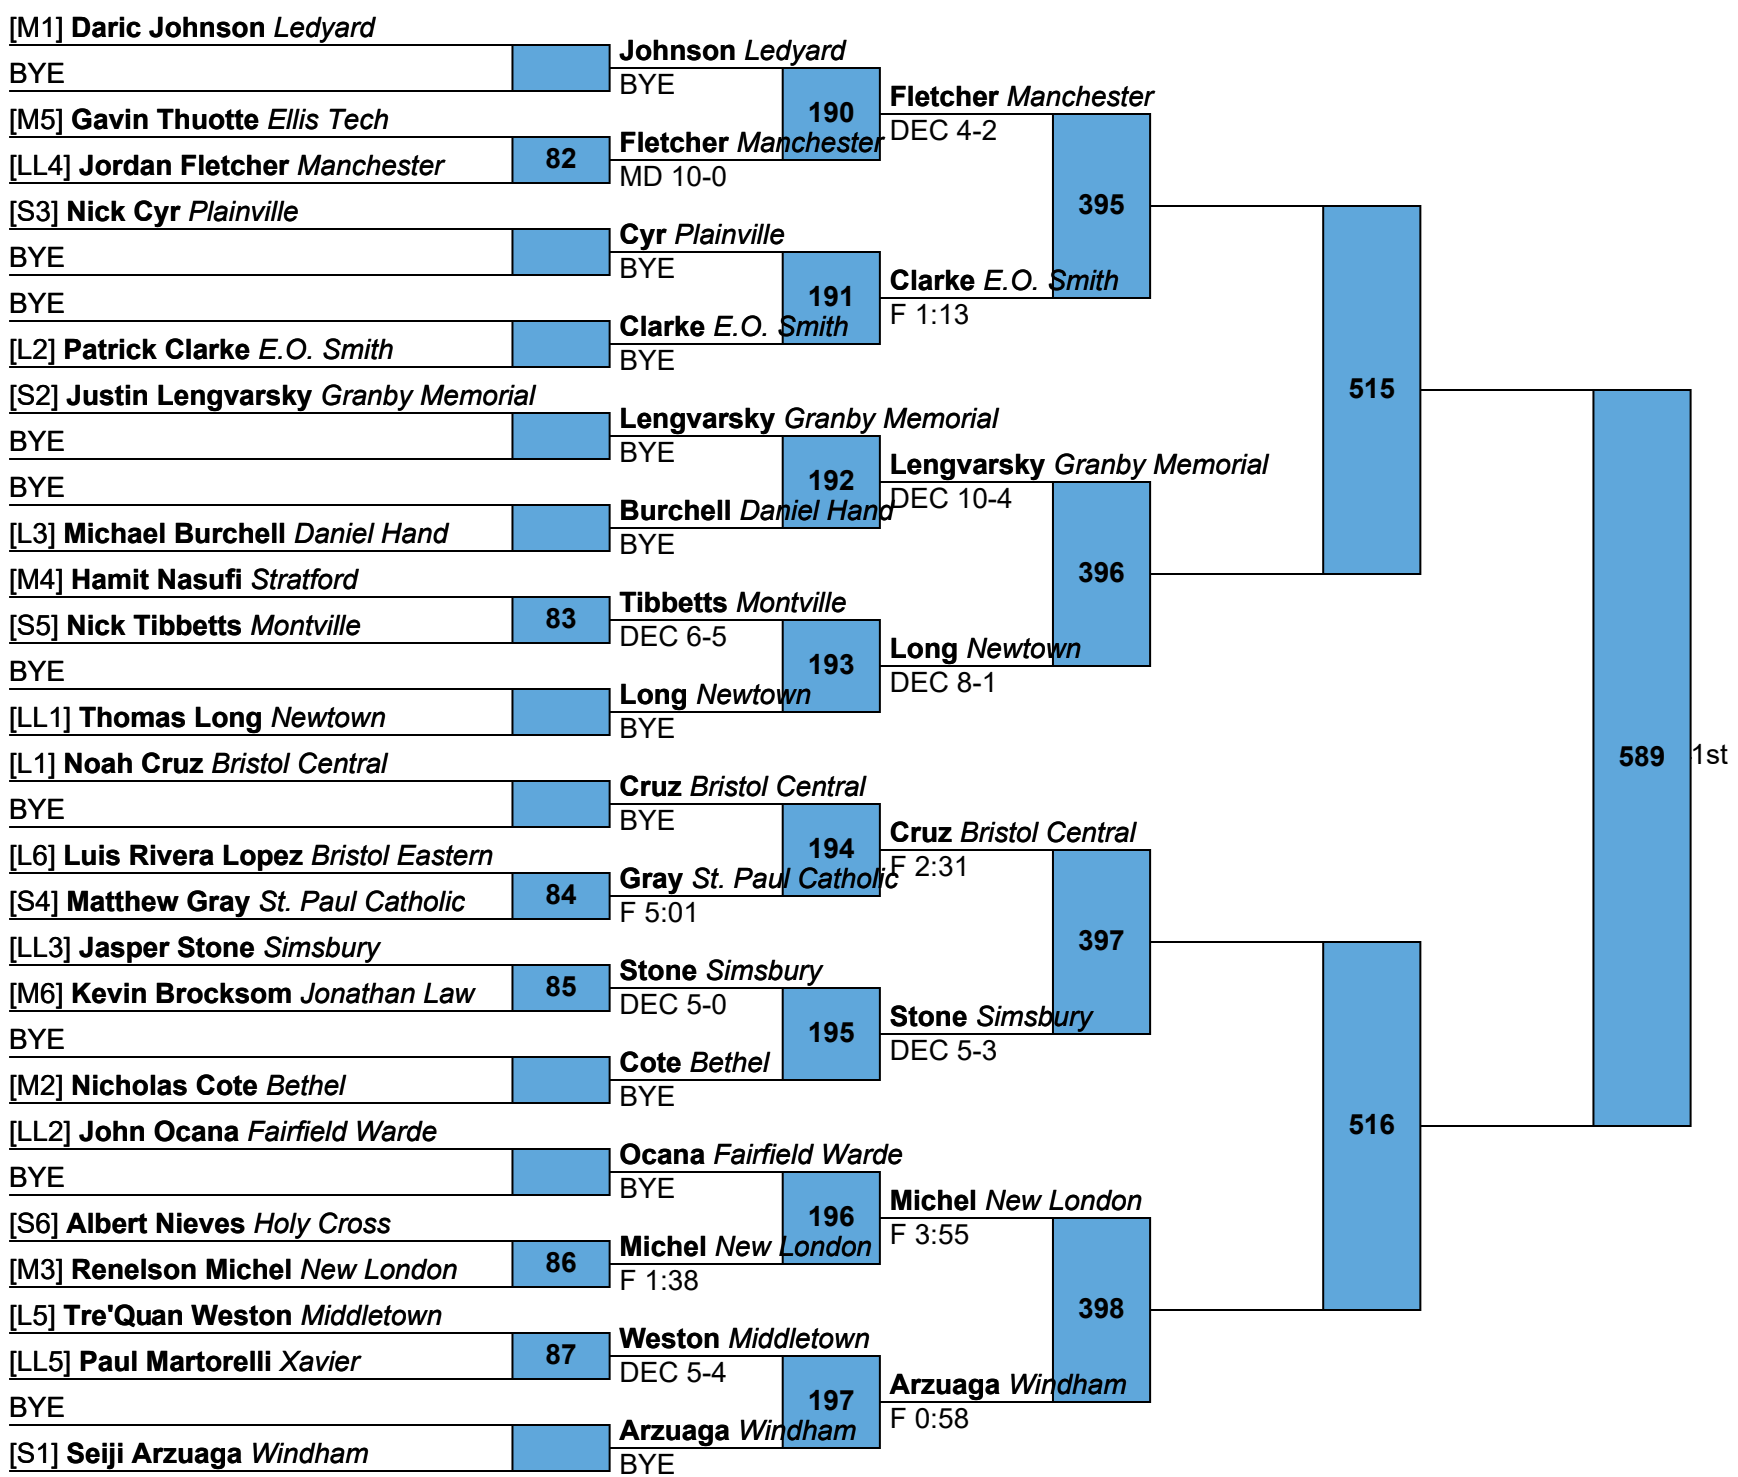 [M1] Daric Johnson Ledyard
BYE
[M5] Gavin Thuotte Ellis Tech
[LL4] Jordan Fletcher Manchester
[S3] Nick Cyr Plainville
BYE
BYE
[L2] Patrick Clarke E.O. Smith
[S2] Justin Lengvarsky Granby Memorial
BYE
BYE
[L3] Michael Burchell Daniel Hand
[M4] Hamit Nasufi Stratford
[S5] Nick Tibbetts Montville
BYE
[LL1] Thomas Long Newtown
[L1] Noah Cruz Bristol Central
BYE
[L6] Luis Rivera Lopez Bristol Eastern
[S4] Matthew Gray St. Paul Catholic
[LL3] Jasper Stone Simsbury
[M6] Kevin Brocksom Jonathan Law
BYE
[M2] Nicholas Cote Bethel
[LL2] John Ocana Fairfield Warde
BYE
[S6] Albert Nieves Holy Cross
[M3] Renelson Michel New London
[L5] Tre'Quan Weston Middletown
[LL5] Paul Martorelli Xavier
BYE
[S1] Seiji Arzuaga Windham
82
83
84
85
86
87
Johnson Ledyard
BYE
Fletcher Manchester
MD 10-0
Cyr Plainville
BYE
Clarke E.O. Smith
BYE
Lengvarsky Granby Memorial
BYE
Burchell Daniel Hand
BYE
Tibbetts Montville
DEC 6-5
Long Newtown
BYE
Cruz Bristol Central
BYE
Gray St. Paul Catholic
F 5:01
Stone Simsbury
DEC 5-0
Cote Bethel
BYE
Ocana Fairfield Warde
BYE
Michel New London
F 1:38
Weston Middletown
DEC 5-4
Arzuaga Windham
BYE
190
191
192
193
194
195
196
197
Fletcher Manchester
DEC 4-2
Clarke E.O. Smith
F 1:13
Lengvarsky Granby Memorial
DEC 10-4
Long Newtown
DEC 8-1
Cruz Bristol Central
F 2:31
Stone Simsbury
DEC 5-3
Michel New London
F 3:55
Arzuaga Windham
F 0:58
395
396
397
398
515
516
589
1st